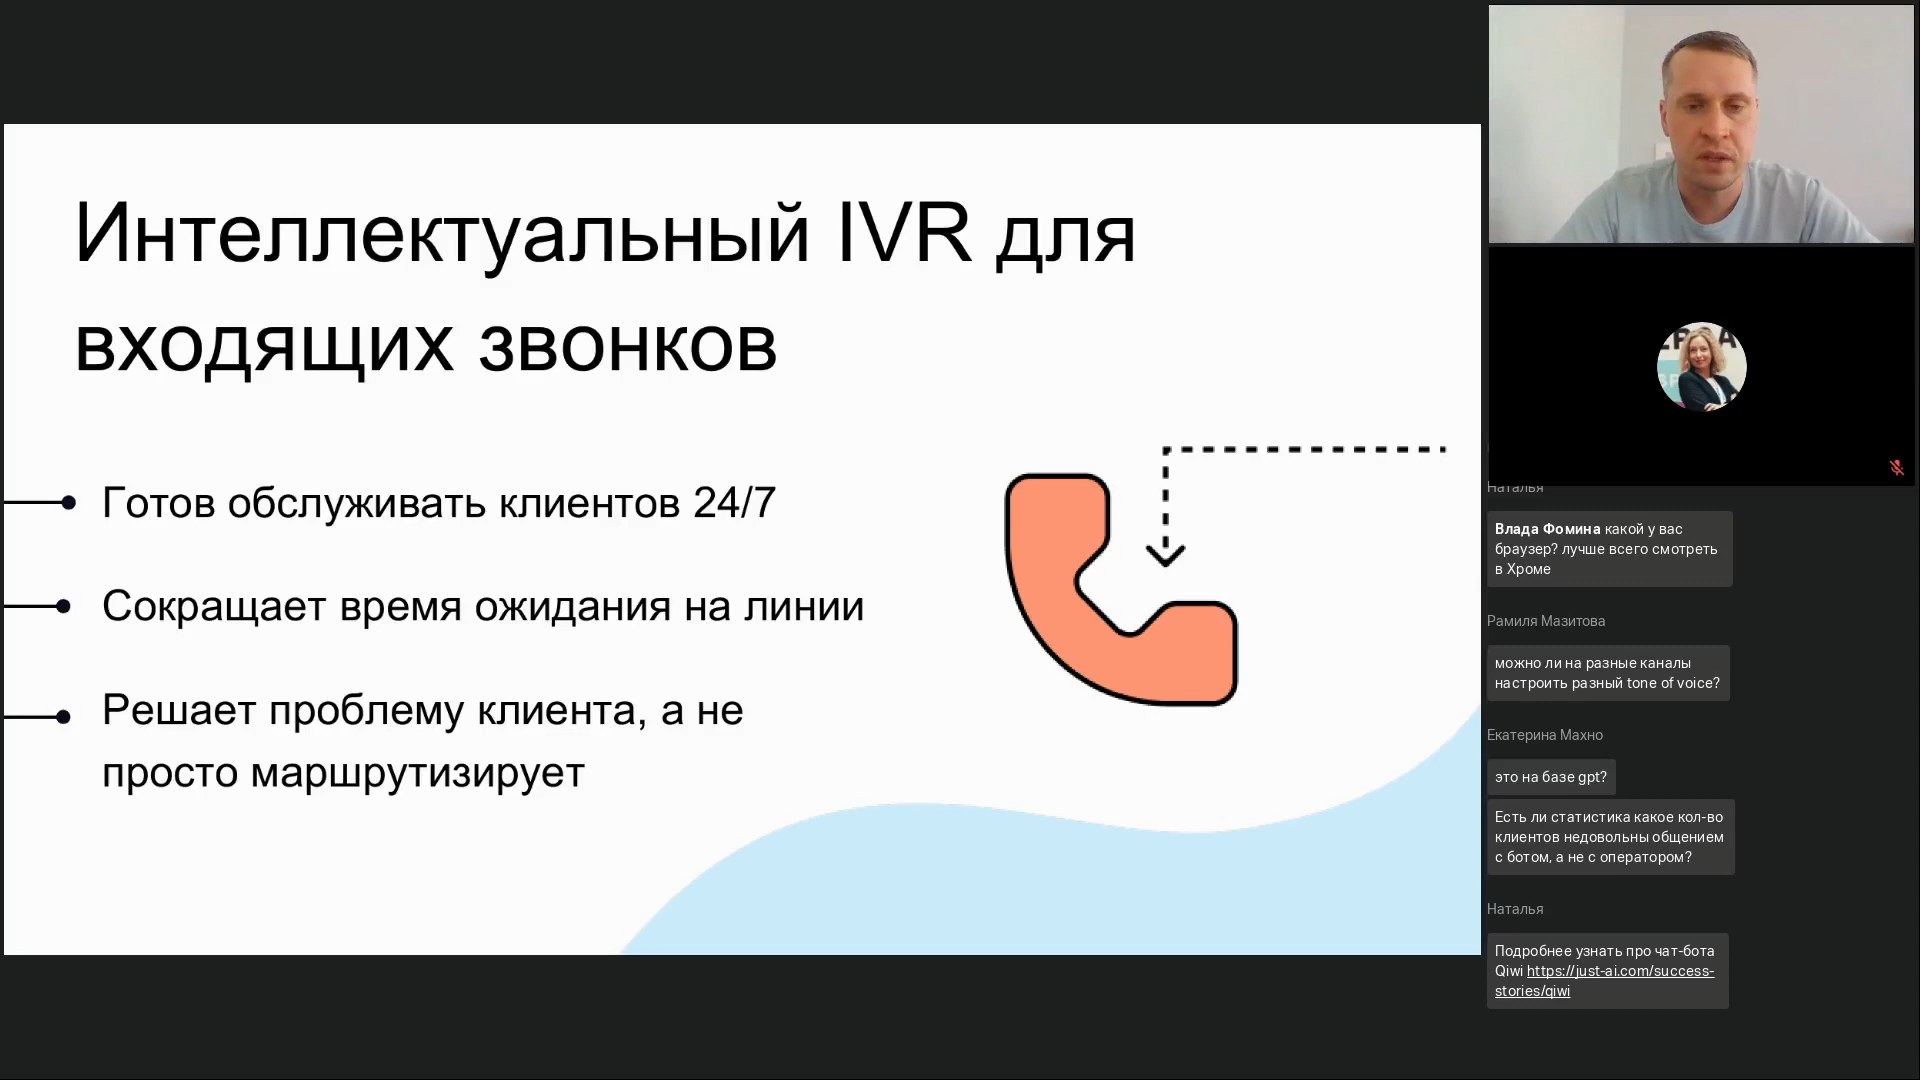 Интеллектуальный IVR для
входящих звонков
Готов обслуживать клиентов 24/7
Сокращает время ожидания на линии
Решает проблему клиента, а не
просто маршрутизирует
Наталья
Влада Фомина какой у вас
браузер? лучше всего смотреть
в Хроме
Рамиля Мазитова
можно ли на разные каналы
настроить разный tone of voice?
Екатерина Махно
это на базе gpt?
Есть ли статистика какое кол-во
клиентов недовольны общением
с ботом, а не с оператором?
Наталья
Подробнее узнать про чат-бота
Qiwi https://just-ai.com/success-
stories/qiwi